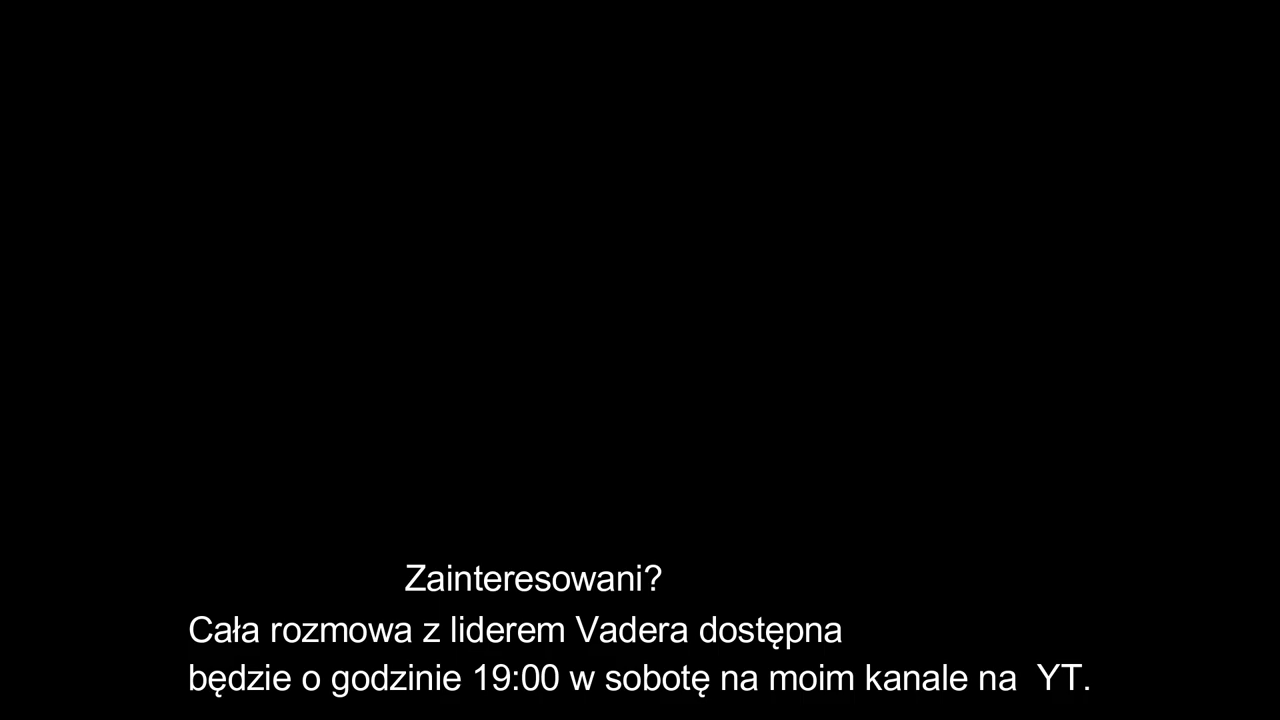 Zainteresowani?
Cała rozmowa z liderem Vadera dostępna
będzie o godzinie 19:00 w sobotę na moim kanale na  YT.